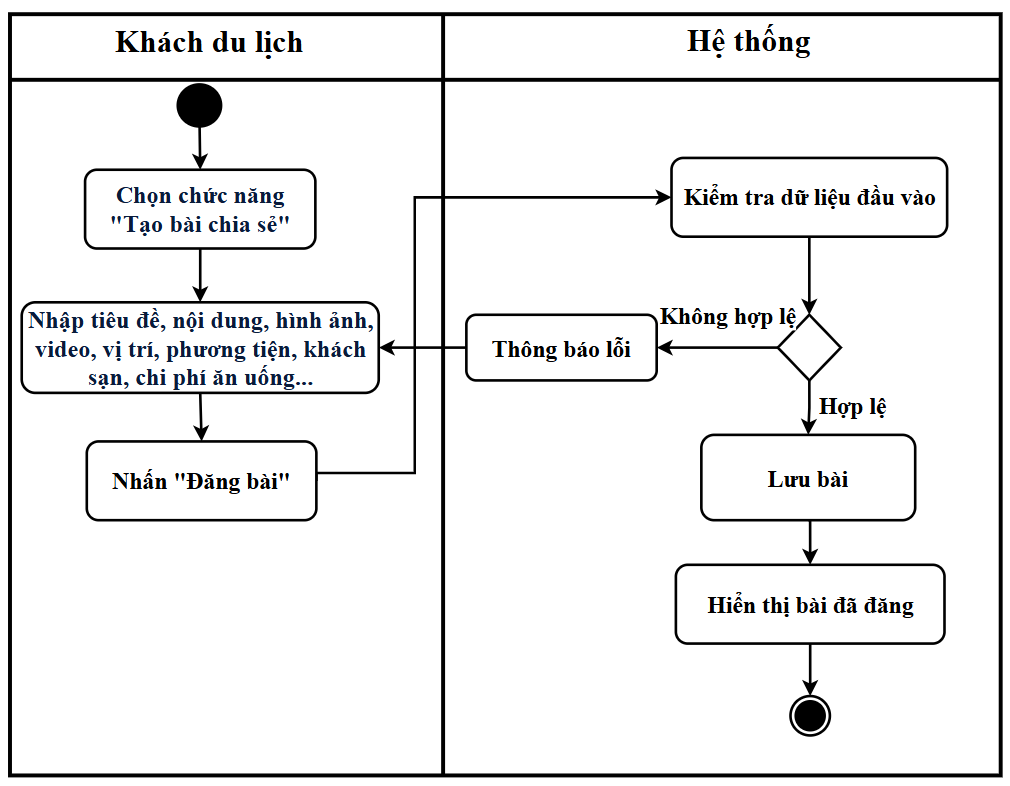 Khách du lịch
Hệ thống
Chọn chức năng
"Tạo bài chia sẻ"
Nhập tiêu đề, nội dung, hình ảnh,
video, vị trí, phương tiện, khách
sạn, chi phí ăn uống...
Nhấn "Đăng bài"
Kiểm tra dữ liệu đầu vào
Không hợp lệ
Thông báo lỗi
Hợp lệ
Lưu bài
Hiển thị bài đã đăng